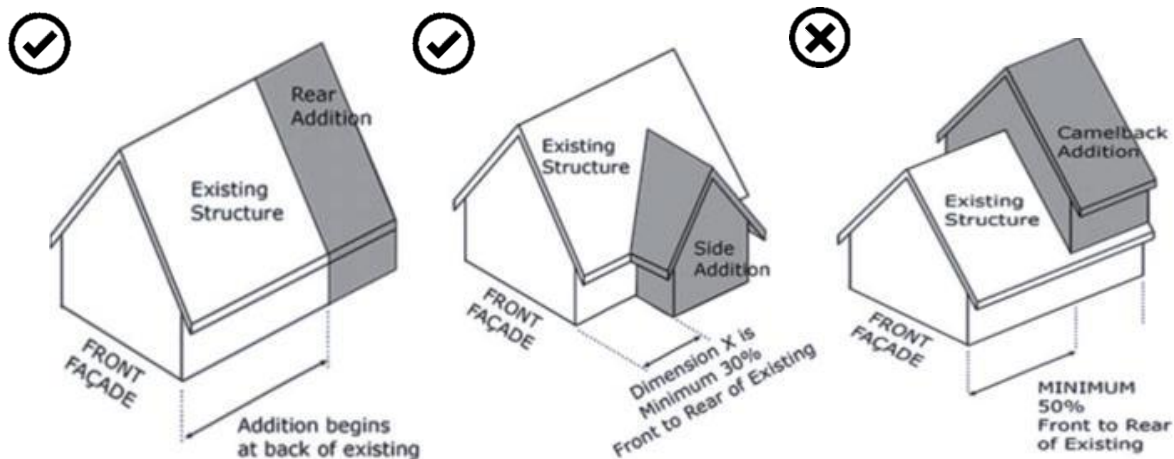 Rear
Addition
Existing
Structure
FRONT
FAÇADE
Addition begins
at back of existing
Existing
Structure
Side
Addition
FRONT
FAÇADE
Dimension X is
Minimum 30%
Front to Rear of Existing
Camelback
Addition
Existing
Structure
FRONT
FAÇADE
MINIMUM
50%
Front to Rear
of Existing